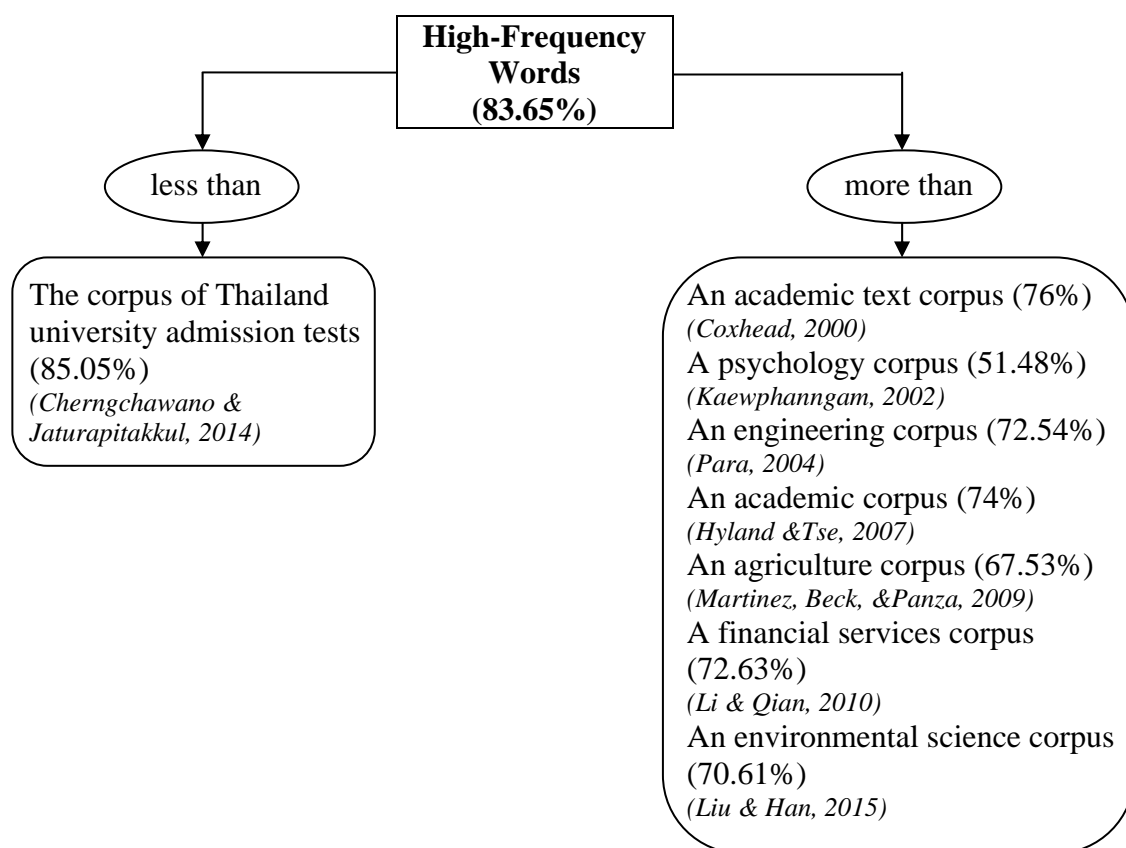 High-Frequency
Words
(83.65%)
less than
more than
The corpus of Thailand
university admission tests
(85.05%)
(Cherngchawano &
Jaturapitakkul, 2014)
An academic text corpus (76%)
(Coxhead, 2000)
A psychology corpus (51.48%)
(Kaewphanngam, 2002)
An engineering corpus (72.54%)
(Para, 2004)
An academic corpus (74%)
(Hyland &Tse, 2007)
An agriculture corpus (67.53%)
(Martinez, Beck, &Panza, 2009)
A financial services corpus
(72.63%)
(Li & Qian, 2010)
An environmental science corpus
(70.61%)
(Liu & Han, 2015)